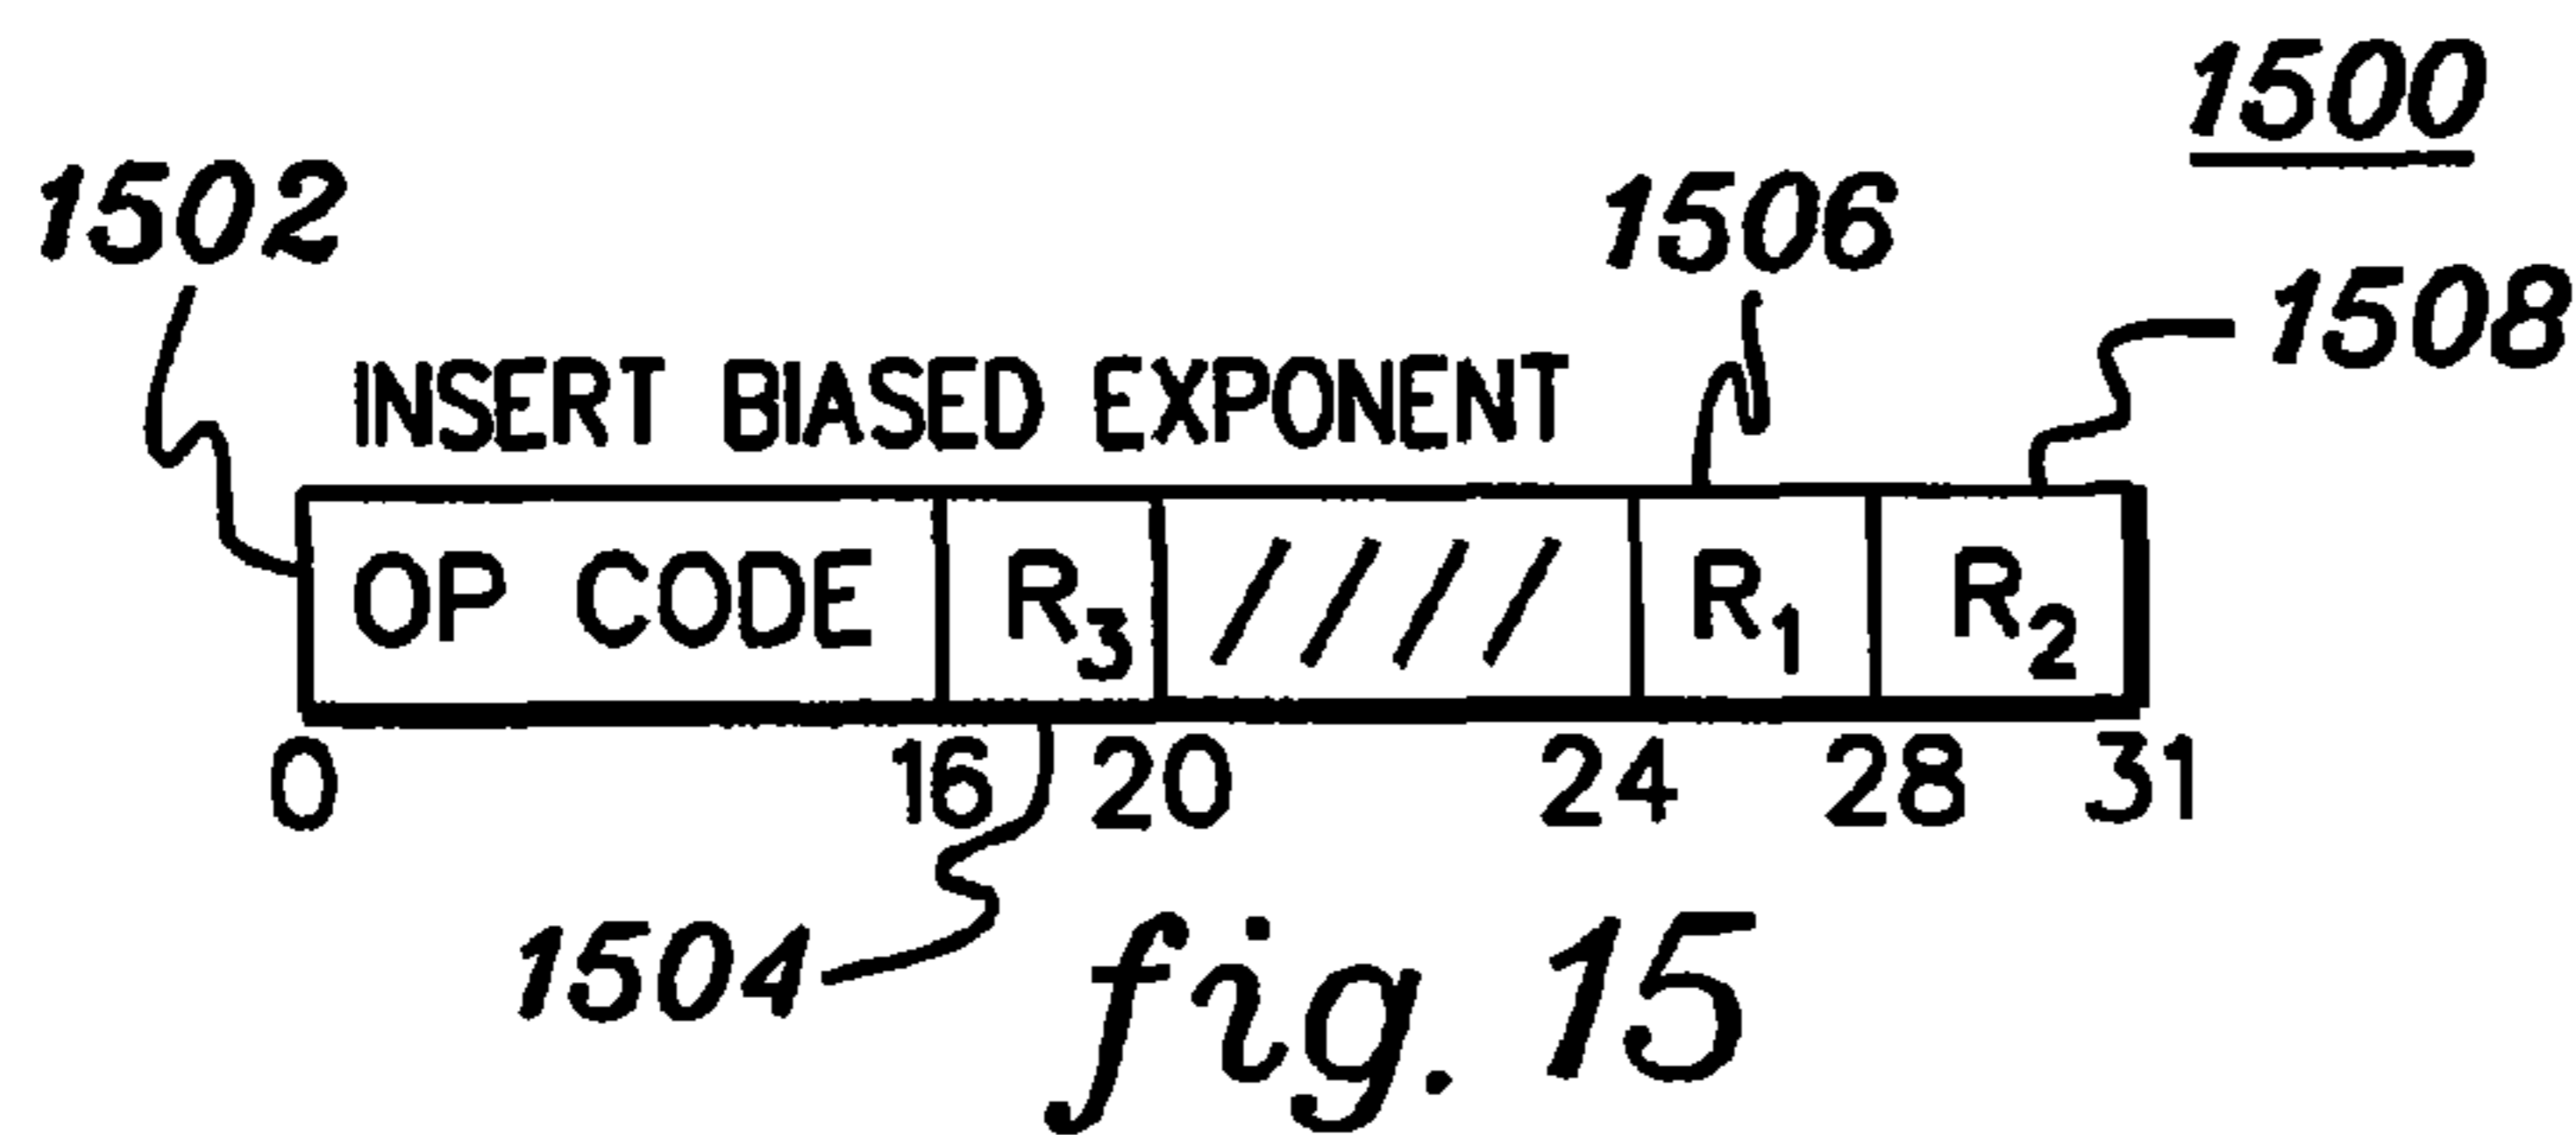 1500
1502
1506
1508
INSERT BIASED EXPONENT
OP CODE R3 //// R1 R2
0 16 20 24 28 31
1504
fig. 15